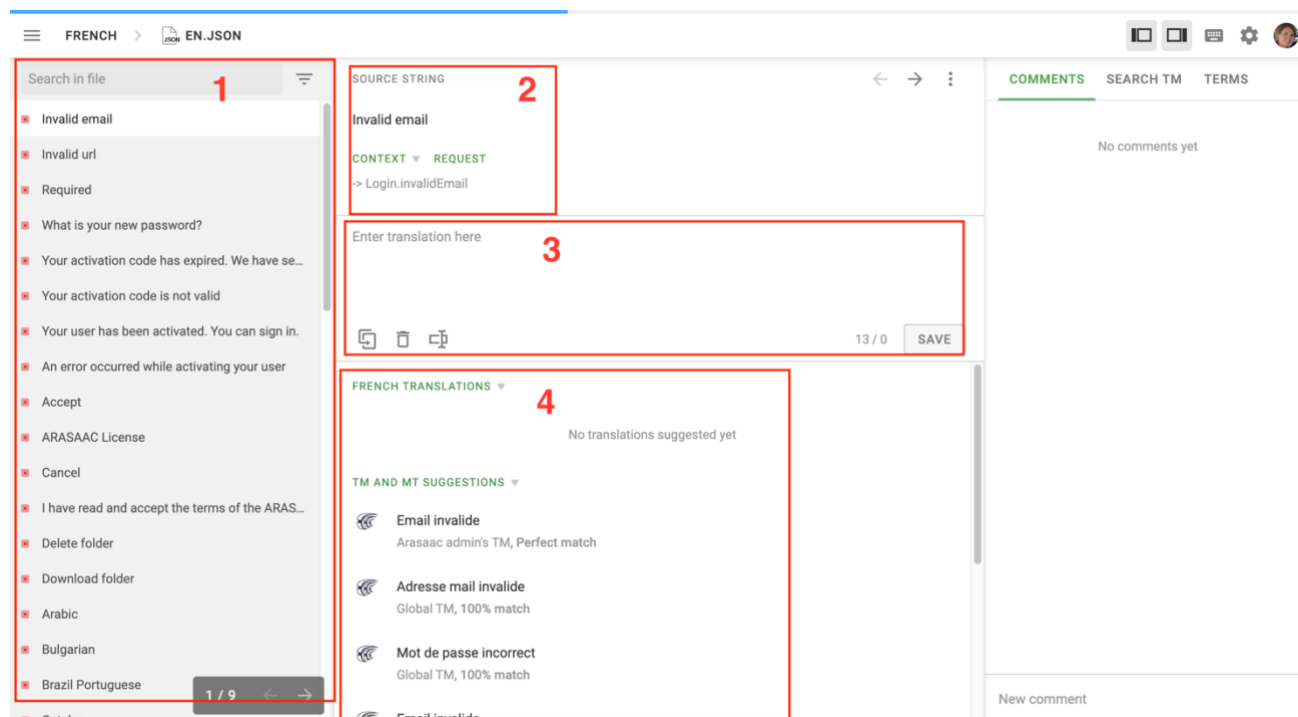 FRENCH > JSON EN.JSON
Search in file
1
Invalid email
Invalid url
Required
What is your new password?
Your activation code has expired. We have se...
Your activation code is not valid
Your user has been activated. You can sign in.
An error occurred while activating your user
Accept
ARASAAC License
Cancel
I have read and accept the terms of the ARAS...
Delete folder
Download folder
Arabic
Bulgarian
Brazil Portuguese
1 / 9
SOURCE STRING
2
Invalid email
CONTEXT REQUEST
-> Login.invalidEmail
Enter translation here
3
13 / 0 SAVE
FRENCH TRANSLATIONS
4
No translations suggested yet
TM AND MT SUGGESTIONS
Email invalide
Arasaac admin's TM, Perfect match
Adresse mail invalide
Global TM, 100% match
Mot de passe incorrect
Global TM, 100% match
Email invalide
COMMENTS SEARCH TM TERMS
No comments yet
New comment